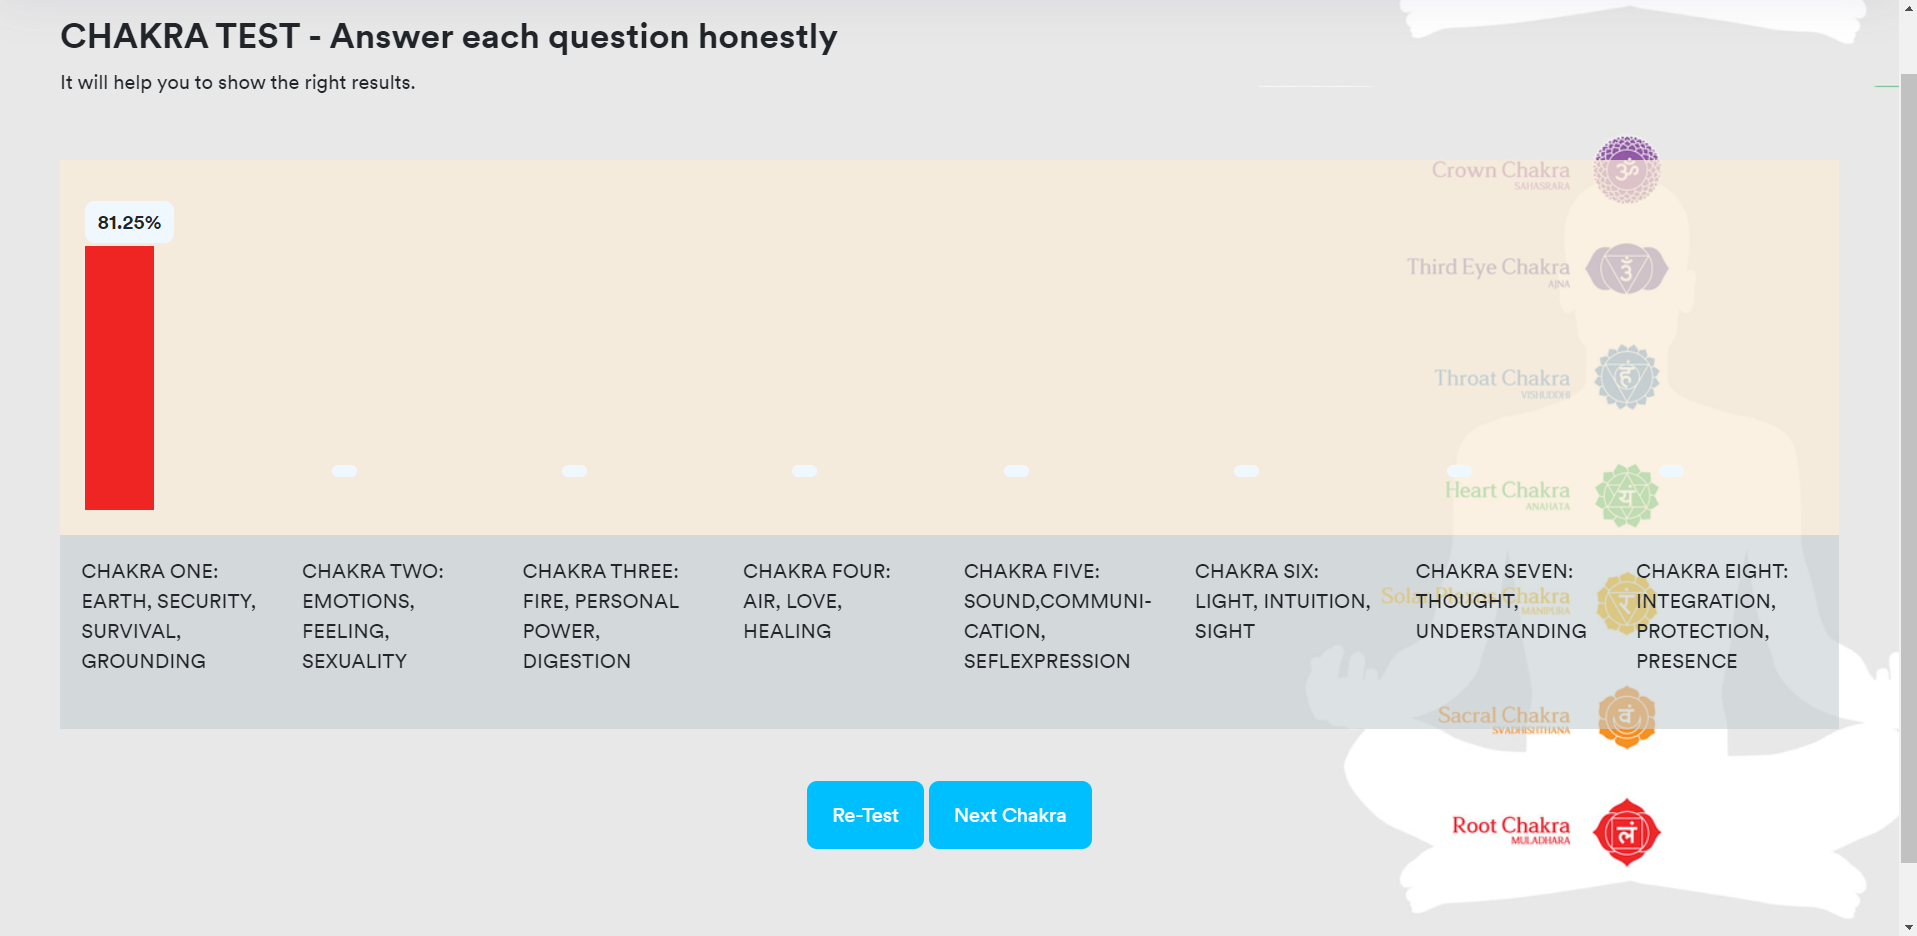 CHAKRA TEST - Answer each question honestly
It will help you to show the right results.
Crown Chakra
SAHASRARA
ॐ
81.25%
Third Eye Chakra
AJNA
ॐ
Throat Chakra
VISHUDDHI
हं
Heart Chakra
ANAHATA
यं
CHAKRA ONE:
EARTH, SECURITY,
SURVIVAL,
GROUNDING
CHAKRA TWO:
EMOTIONS,
FEELING,
SEXUALITY
CHAKRA THREE:
FIRE, PERSONAL
POWER,
DIGESTION
CHAKRA FOUR:
AIR, LOVE,
HEALING
CHAKRA FIVE:
SOUND,COMMUNI-
CATION,
SEFLEXPRESSION
CHAKRA SIX:
LIGHT, INTUITION,
SIGHT
CHAKRA SEVEN:
THOUGHT,
UNDERSTANDING
CHAKRA EIGHT:
INTEGRATION,
PROTECTION,
PRESENCE
Solar Plexus Chakra
MANIPURA
रं
Sacral Chakra
SVADHISHTHANA
वं
Re-Test
Next Chakra
Root Chakra
MULADHARA
लं